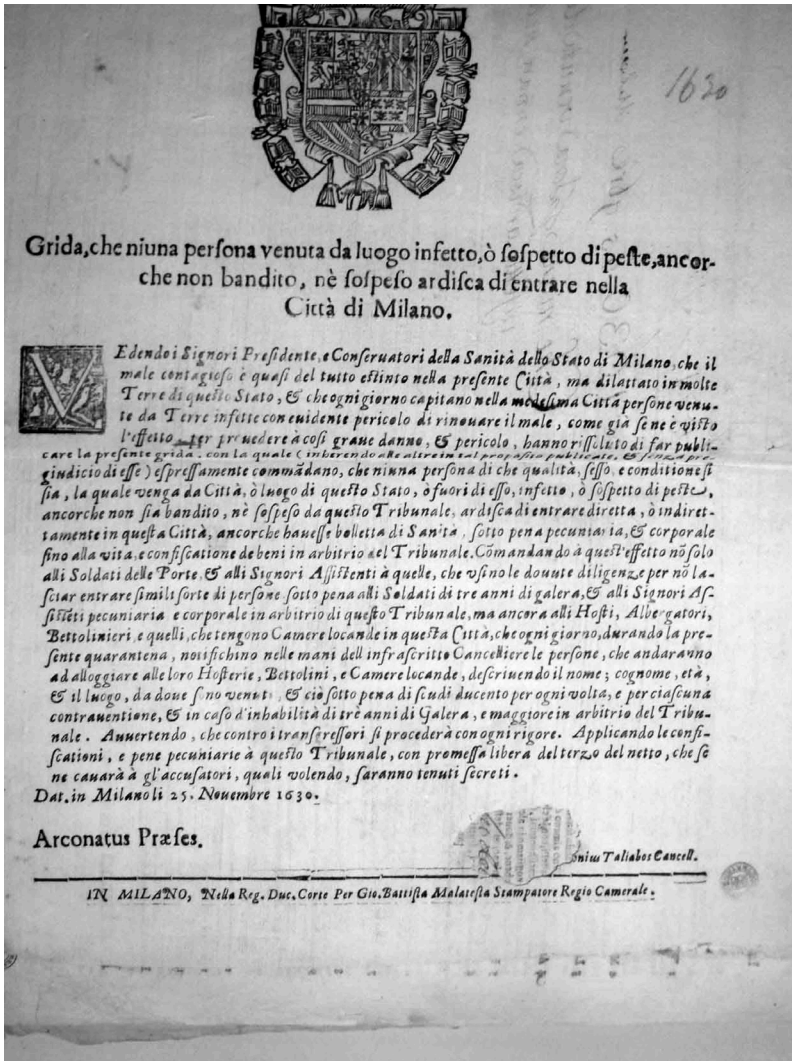 1630
Grida, che niuna persona venuta da luogo infetto, ò sospetto di peste, ancor-
che non bandito, nè sospeso ardisca di entrare nella
Città di Milano.
VEdendo i Signori Presidente, e Conseruatori della Sanità dello Stato di Milano, che il
male contagioso è quasi del tutto estinto nella presente Città, ma dilattato in molte
Terre di questo Stato, & che ogni giorno capitano nella medesima Città persone venu-
te da Terre infette con euidente pericolo di rinouare il male, come già se ne è visto
l'effetto per prouedere à così graue danno, & pericolo, hanno rissoluto di far publi-
care la presente grida, con la quale (inherendo alle altre in tal proposito publicate, & senza pre-
giudicio di esse) espressamente commãdano, che niuna persona di che qualità, sesso, e conditione si
sia, la quale venga da Città, ò luogo di questo Stato, ò fuori di esso, infetto, ò sospetto di peste,
ancorche non sia bandito, nè sospeso da questo Tribunale, ardisca di entrare diretta, ò indiret-
tamente in questa Città, ancorche hauesse bolletta di Sanità, sotto pena pecuniaria, & corporale
fino alla vita, e confiscatione de beni in arbitrio del Tribunale. Cõmandando à quest'effetto nõ solo
alli Soldati delle Porte, & alli Signori Assistenti à quelle, che vsino le douute diligenze per nõ la-
sciar entrare simili sorte di persone sotto pena alli Soldati di tre anni di galera, & alli Signori As-
sistẽti pecuniaria e corporale in arbitrio di questo Tribunale, ma ancora alli Hosti, Albergatori,
Bettolinieri, e quelli, che tengono Camere locande in questa Città, che ogni giorno, durando la pre-
sente quarantena, notifichino nelle mani dell infrascritto Cancelliere le persone, che andaranno
ad alloggiare alle loro Hosterie, Bettolini, e Camere locande, descriuendo il nome; cognome, età,
& il luogo, da doue sono venuti, & ciò sotto pena di scudi ducento per ogni volta, e per ciascuna
contrauentione, & in caso d'inhabilità di trè anni di Galera, e maggiore in arbitrio del Tribu-
nale. Auuertendo, che contro i transgressori si procederà con ogni rigore. Applicando le confi-
scationi, e pene pecuniarie à questo Tribunale, con promessa libera del terzo del netto, che se
ne cauarà à gl'accusatori, quali volendo, saranno tenuti secreti.
Dat. in Milano li 25. Nouembre 1630.
Arconatus Præses.
onius Taliabos Cancell.
IN MILANO, Nella Reg. Duc. Corte Per Gio. Battista Malatesta Stampatore Regio Camerale.